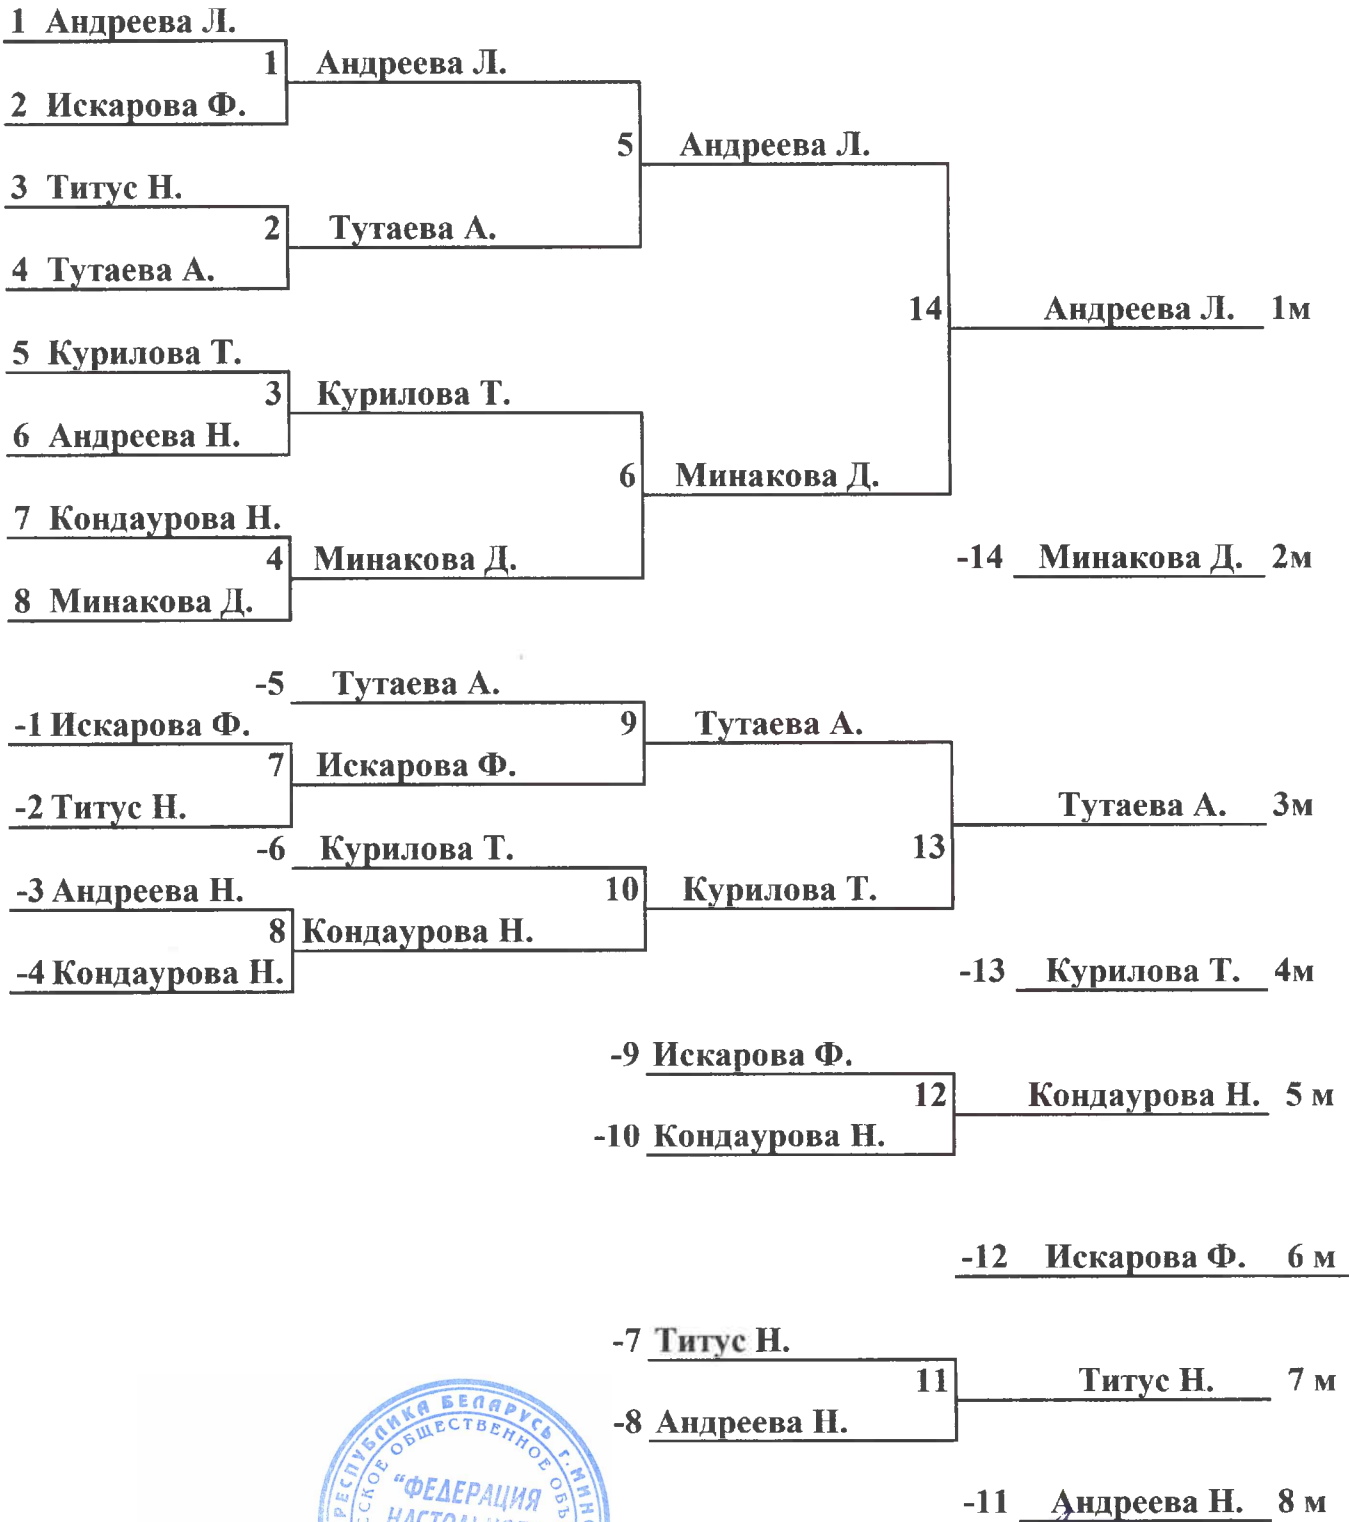 1 Андреева Л.
1 Андреева Л.
2 Искарова Ф.
5 Андреева Л.
3 Титус Н.
2 Тутаева А.
4 Тутаева А.
14 Андреева Л. 1м
5 Курилова Т.
3 Курилова Т.
6 Андреева Н.
6 Минакова Д.
7 Кондаурова Н.
4 Минакова Д.
-14 Минакова Д. 2м
8 Минакова Д.
-5 Тутаева А.
-1 Искарова Ф.
9 Тутаева А.
7 Искарова Ф.
-2 Титус Н.
Тутаева А. 3м
-6 Курилова Т.
13
-3 Андреева Н.
10 Курилова Т.
8 Кондаурова Н.
-4 Кондаурова Н.
-13 Курилова Т. 4м
-9 Искарова Ф.
12 Кондаурова Н. 5 м
-10 Кондаурова Н.
-12 Искарова Ф. 6 м
-7 Титус Н.
11 Титус Н. 7 м
-8 Андреева Н.
-11 Андреева Н. 8 м
РЕСПУБЛИКА БЕЛАРУСЬ г.МИН
СКОЕ ОБЩЕСТВЕННОЕ ОБЪ
"ФЕДЕРАЦИЯ